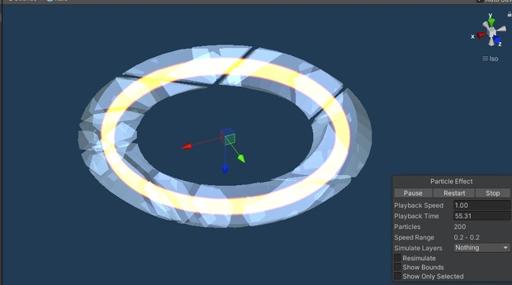 y
x
z
Iso
Particle Effect
Pause Restart Stop
Playback Speed 1.00
Playback Time 55.31
Particles 200
Speed Range 0.2 - 0.2
Simulate Layers Nothing
Resimulate
Show Bounds
Show Only Selected